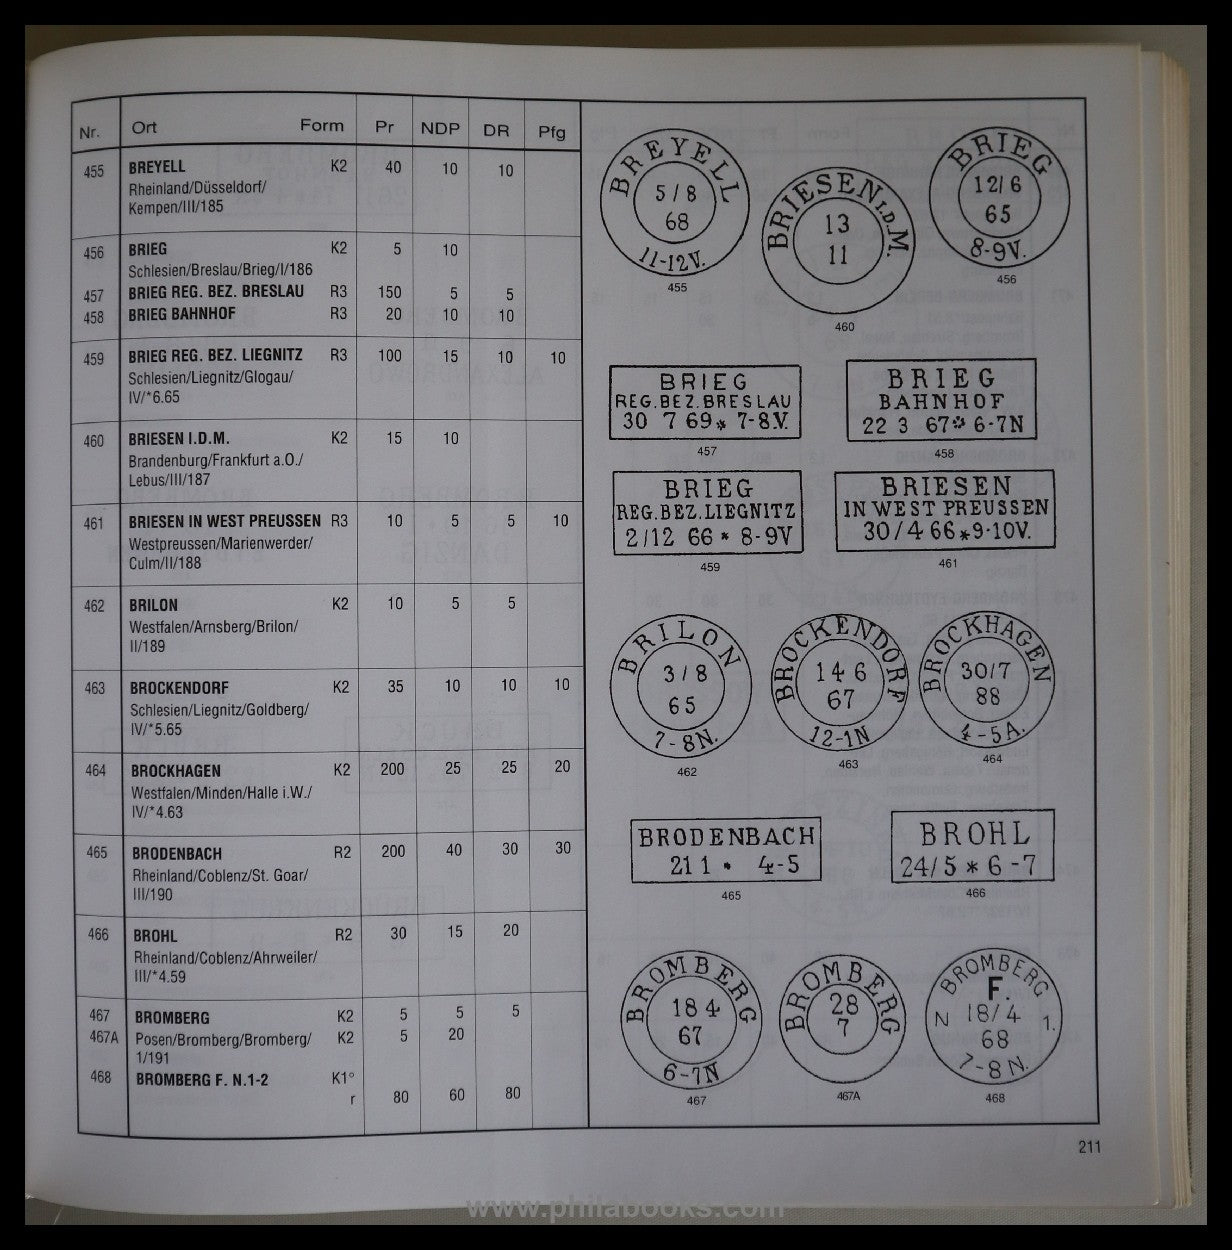 Nr. Ort Form Pr NDP DR Pfg
455 BREYELL K2 40 10 10
Rheinland/Düsseldorf/
Kempen/III/185
456 BRIEG K2 5 10
Schlesien/Breslau/Brieg/I/186
457 BRIEG REG. BEZ. BRESLAU R3 150 5 5
458 BRIEG BAHNHOF R3 20 10 10
459 BRIEG REG. BEZ. LIEGNITZ R3 100 15 10 10
Schlesien/Liegnitz/Glogau/
IV/*6.65
460 BRIESEN I.D.M. K2 15 10
Brandenburg/Frankfurt a.O./
Lebus/III/187
461 BRIESEN IN WEST PREUSSEN R3 10 5 5 10
Westpreussen/Marienwerder/
Culm/II/188
462 BRILON K2 10 5 5
Westfalen/Arnsberg/Brilon/
II/189
463 BROCKENDORF K2 35 10 10 10
Schlesien/Liegnitz/Goldberg/
IV/*5.65
464 BROCKHAGEN K2 200 25 25 20
Westfalen/Minden/Halle i.W./
IV/*4.63
465 BRODENBACH R2 200 40 30 30
Rheinland/Coblenz/St. Goar/
III/190
466 BROHL R2 30 15 20
Rheinland/Coblenz/Ahrweiler/
III/*4.59
467 BROMBERG K2 5 5 5
467A Posen/Bromberg/Bromberg/ K2 5 20
1/191
468 BROMBERG F. N.1-2 K1°
r 80 60 80
BREYELL
5/8
68
11-12V.
455
BRIESEN I.D.M.
13
11
460
BRIEG
12/6
65
8-9V.
456
BRIEG
REG.BEZ.BRESLAU
30 7 69* 7-8.V.
457
BRIEG
BAHNHOF
22 3 67* 6-7N
458
BRIEG
REG.BEZ.LIEGNITZ
2/12 66 * 8-9V
459
BRIESEN
IN WEST PREUSSEN
30/4 66*9-10V.
461
BRILON
3/8
65
7-8N.
462
BROCKENDORF
14 6
67
12-1N
463
BROCKHAGEN
30/7
88
4-5A.
464
BRODENBACH
21 1 * 4-5
465
BROHL
24/5 * 6-7
466
BROMBERG
18 4
67
6-7N
467
BROMBERG
28
7
467A
BROMBERG
F.
N 18/4 1.
68
7-8N.
468
211
www.philabooks.com